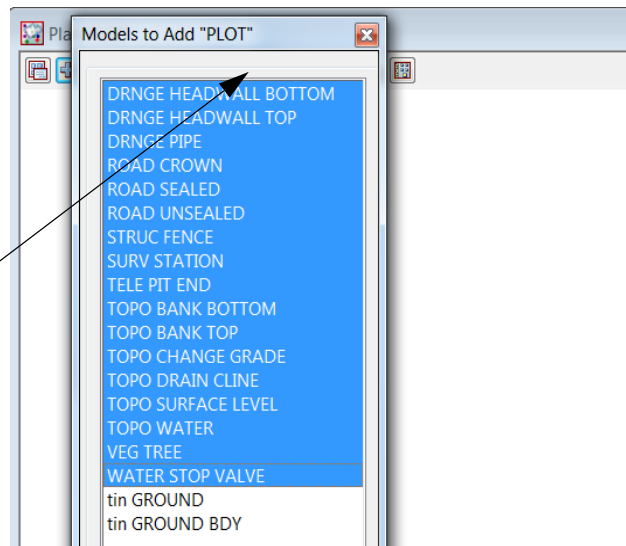 Pla
Models to Add "PLOT"
DRNGE HEADWALL BOTTOM
DRNGE HEADWALL TOP
DRNGE PIPE
ROAD CROWN
ROAD SEALED
ROAD UNSEALED
STRUC FENCE
SURV STATION
TELE PIT END
TOPO BANK BOTTOM
TOPO BANK TOP
TOPO CHANGE GRADE
TOPO DRAIN CLINE
TOPO SURFACE LEVEL
TOPO WATER
VEG TREE
WATER STOP VALVE
tin GROUND
tin GROUND BDY